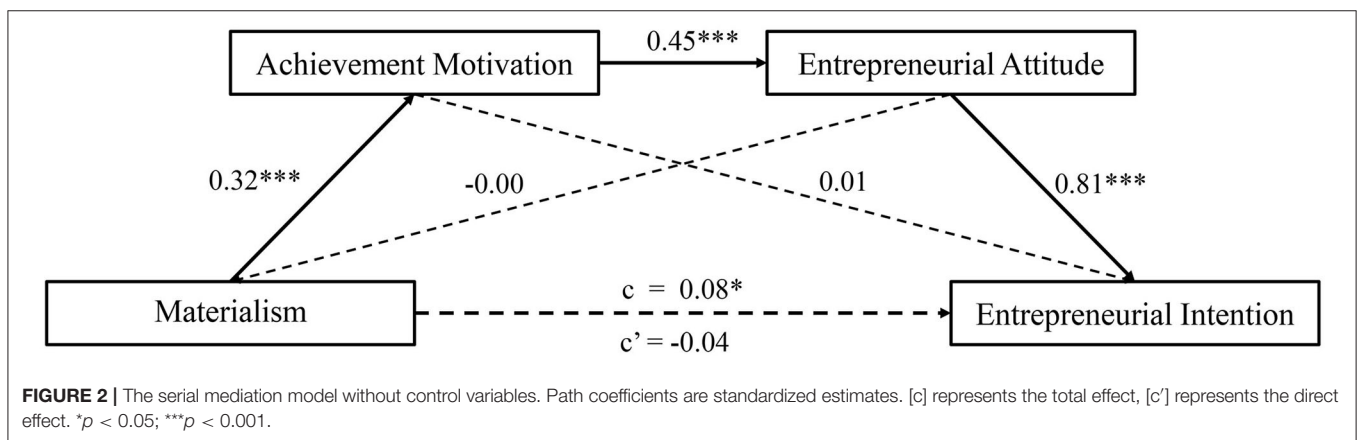 0.45***
Achievement Motivation
Entrepreneurial Attitude
0.32***
-0.00
0.01
0.81***
Materialism
c = 0.08*
c’ = -0.04
Entrepreneurial Intention
FIGURE 2 | The serial mediation model without control variables. Path coefficients are standardized estimates. [c] represents the total effect, [c′] represents the direct
effect. *p < 0.05; ***p < 0.001.